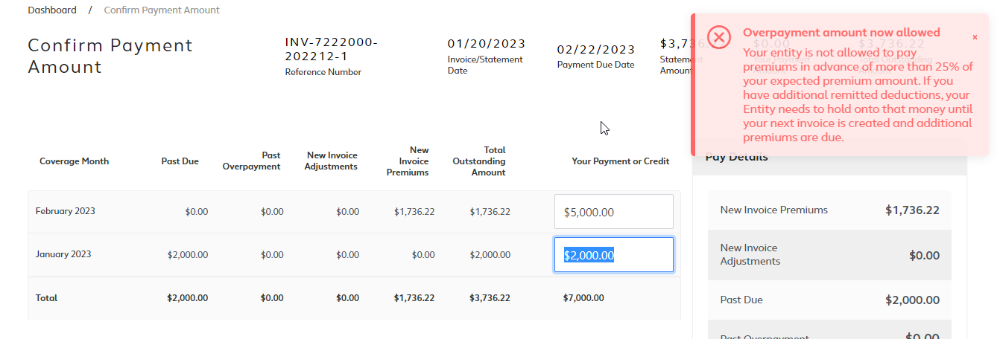 Dashboard / Confirm Payment Amount
Confirm Payment
Amount
INV-7222000-
202212-1
Reference Number
01/20/2023
Invoice/Statement
Date
02/22/2023
Payment Due Date
$3,736.
Statement
Amount
$0.00
Your Payment
$3,736.22
Total Outstanding
Overpayment amount now allowed ×
Your entity is not allowed to pay
premiums in advance of more than 25% of
your expected premium amount. If you
have additional remitted deductions, your
Entity needs to hold onto that money until
your next invoice is created and additional
premiums are due.
Coverage Month
Past Due
Past
Overpayment
New Invoice
Adjustments
New
Invoice
Premiums
Total
Outstanding
Amount
Your Payment or Credit
February 2023 $0.00 $0.00 $0.00 $1,736.22 $1,736.22 $5,000.00
January 2023 $2,000.00 $0.00 $0.00 $0.00 $2,000.00 $2,000.00
Total $2,000.00 $0.00 $0.00 $1,736.22 $3,736.22 $7,000.00
Pay Details
New Invoice Premiums $1,736.22
New Invoice
Adjustments
$0.00
Past Due $2,000.00
Past Overpayment $0.00